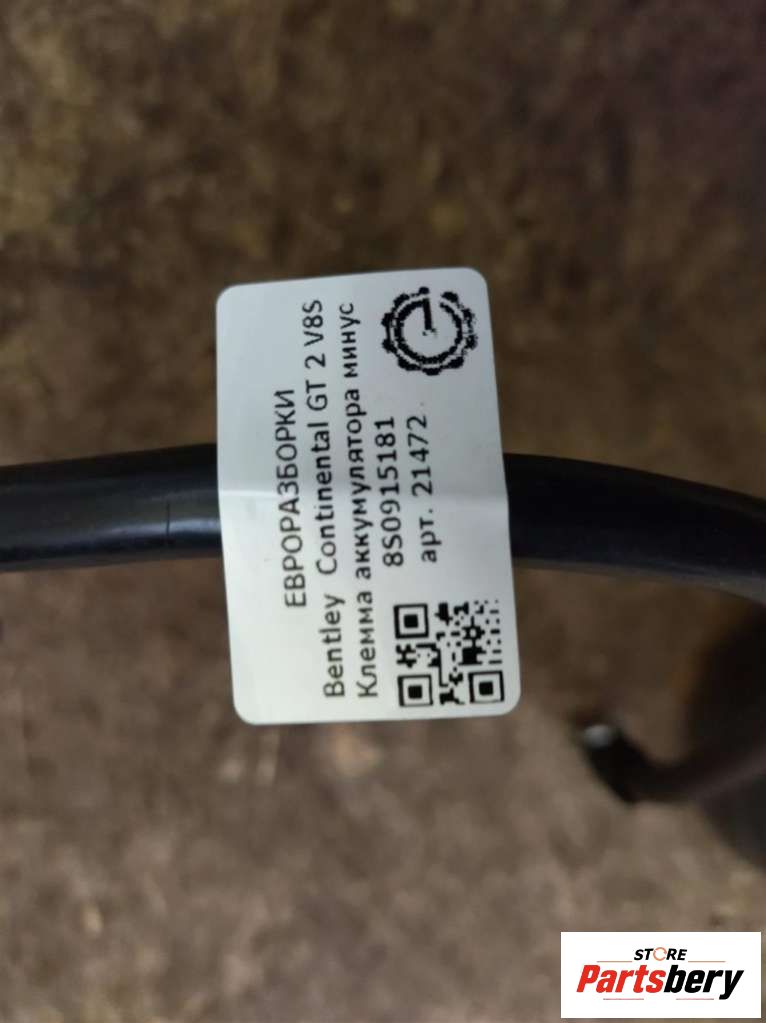 ЕВРОРАЗБОРКИ
Bentley Continental GT 2 V8S
Клемма аккумулятора минус
8S0915181
арт. 21472
STORE
Partsbery